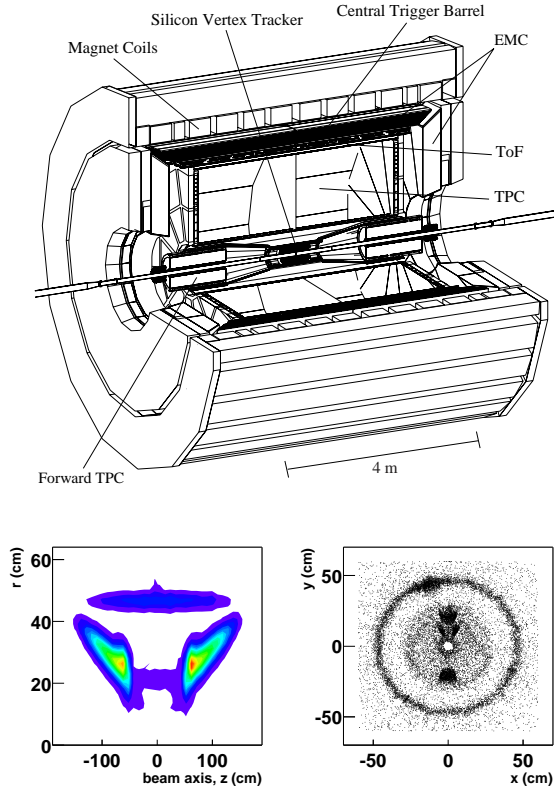 Silicon Vertex Tracker
Central Trigger Barrel
Magnet Coils
EMC
ToF
TPC
Forward TPC
4 m
r (cm)
60
40
20
0
-100
0
100
beam axis, z (cm)
y (cm)
50
0
-50
-50
0
50
x (cm)